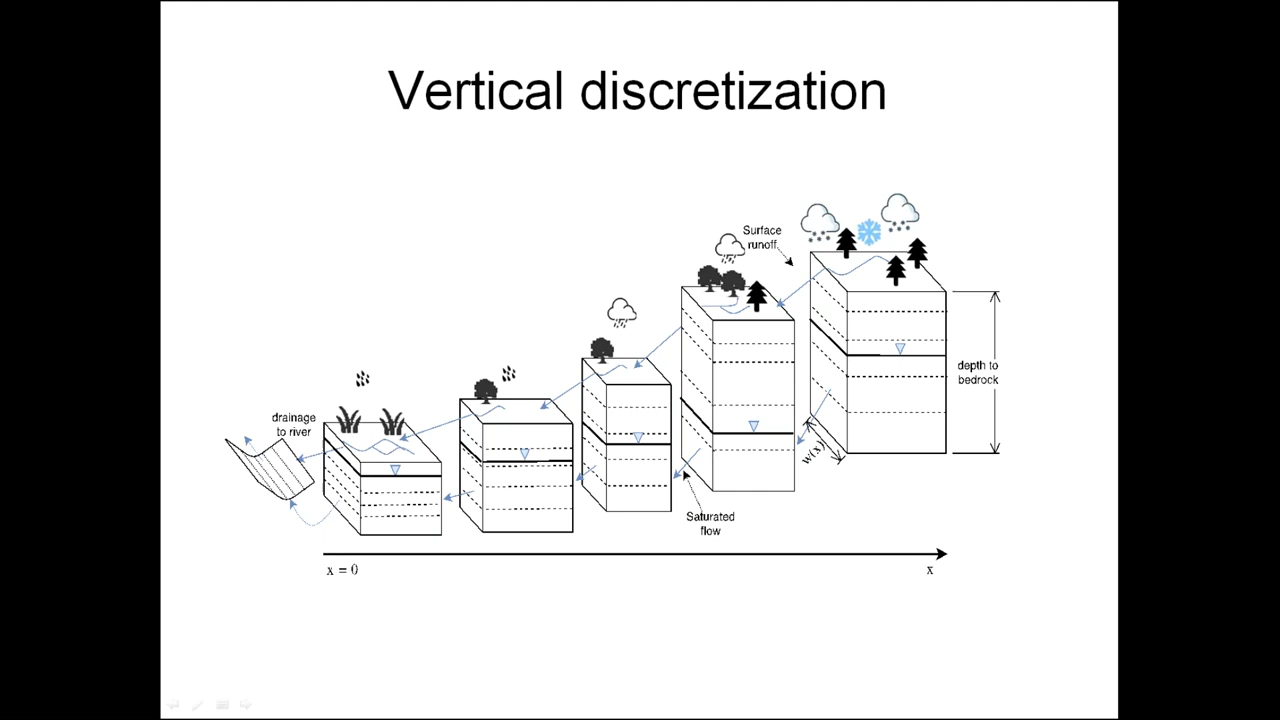 Vertical discretization
Surface
runoff
depth to
bedrock
drainage
to river
w(x)
Saturated
flow
x = 0
x